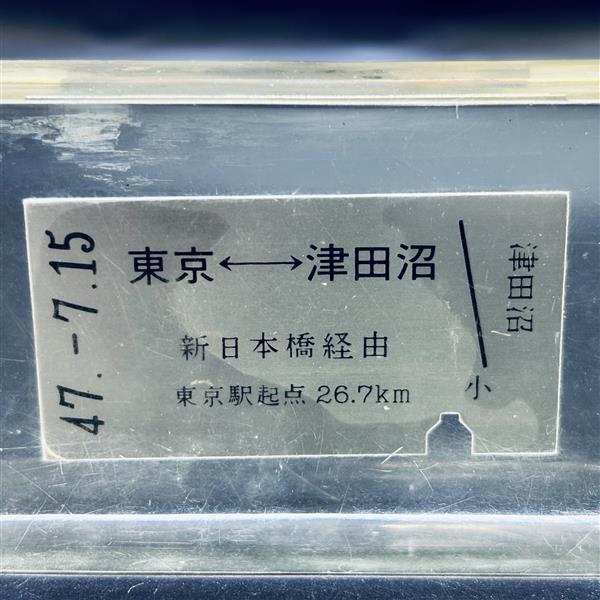 47.-7.15
東京⟷津田沼
新日本橋経由
東京駅起点 26.7km
津田沼
小